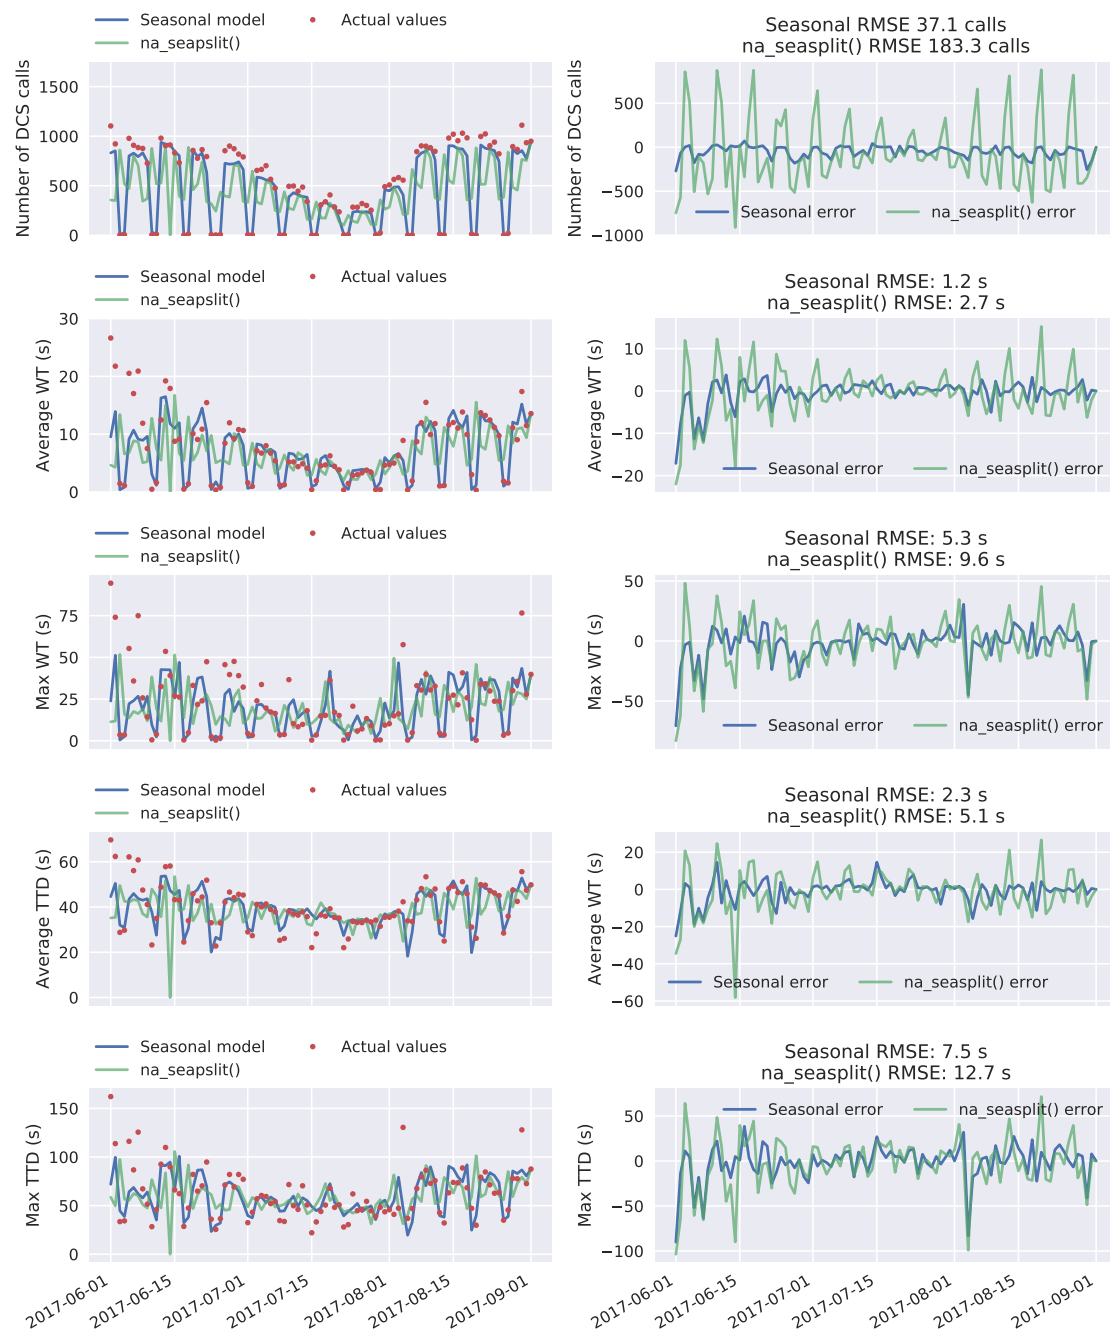 Seasonal model
Actual values
na_seapslit()
Number of DCS calls
1500
1000
500
0
Seasonal RMSE 37.1 calls
na_seasplit() RMSE 183.3 calls
Number of DCS calls
500
0
−500
−1000
Seasonal error
na_seasplit() error
Seasonal model
Actual values
na_seapslit()
Average WT (s)
30
20
10
0
Seasonal RMSE: 1.2 s
na_seasplit() RMSE: 2.7 s
Average WT (s)
10
0
−10
−20
Seasonal error
na_seasplit() error
Seasonal model
Actual values
na_seapslit()
Max WT (s)
75
50
25
0
Seasonal RMSE: 5.3 s
na_seasplit() RMSE: 9.6 s
Max WT (s)
50
0
−50
Seasonal error
na_seasplit() error
Seasonal model
Actual values
na_seapslit()
Average TTD (s)
60
40
20
0
Seasonal RMSE: 2.3 s
na_seasplit() RMSE: 5.1 s
Average WT (s)
20
0
−20
−40
−60
Seasonal error
na_seasplit() error
Seasonal model
Actual values
na_seapslit()
Max TTD (s)
150
100
50
0
2017-06-01
2017-06-15
2017-07-01
2017-07-15
2017-08-01
2017-08-15
2017-09-01
Seasonal RMSE: 7.5 s
na_seasplit() RMSE: 12.7 s
Max TTD (s)
50
0
−50
−100
Seasonal error
na_seasplit() error
2017-06-01
2017-06-15
2017-07-01
2017-07-15
2017-08-01
2017-08-15
2017-09-01